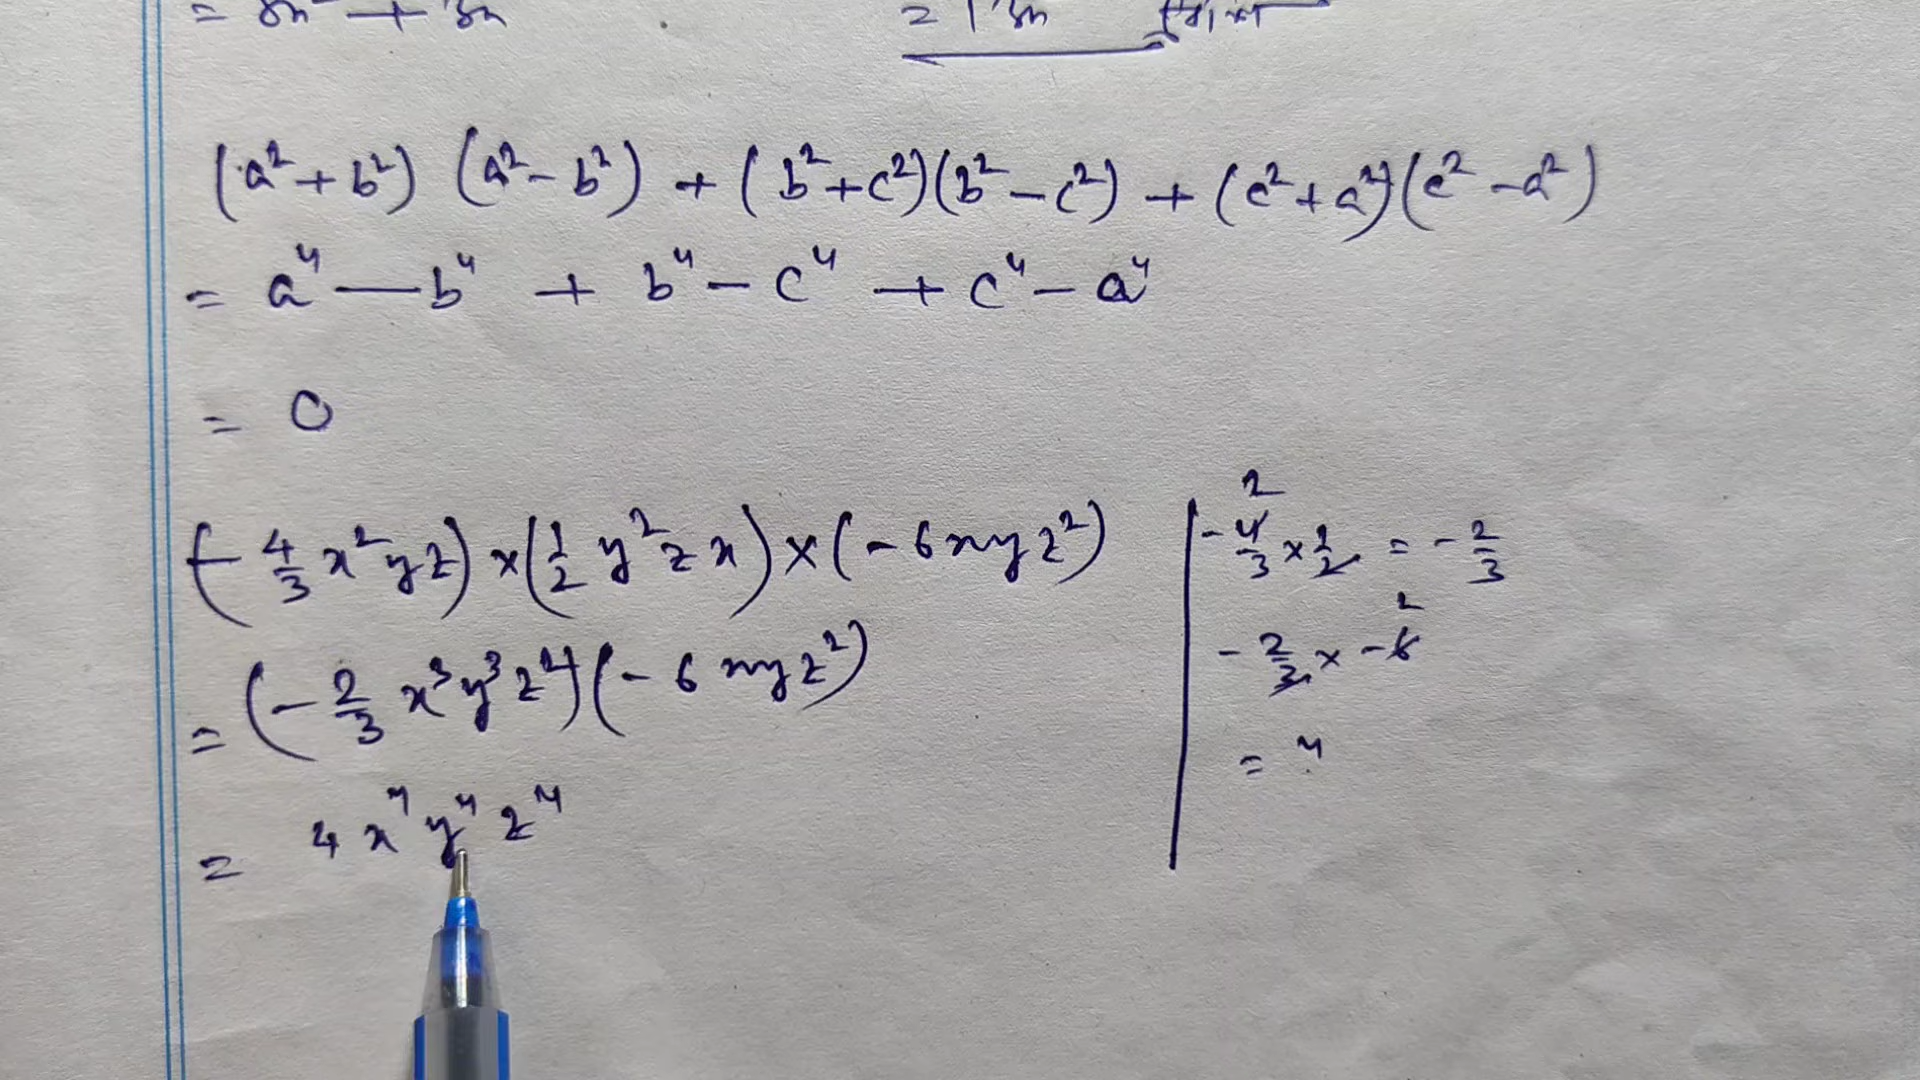 (a² + b²) (a² - b²) + (b² + c²)(b² - c²) + (c² + a²)(c² - a²)
= a⁴ — b⁴ + b⁴ - c⁴ + c⁴ - a⁴
= 0
(-4/3 x²yz) × (1/2 y²zx) × (-6xyz²)
= (-2/3 x³y³z²)(-6xyz²)
= 4x⁴y⁴z⁴
-4/3 × 1/2 = -2/3
2
-2/3 × -6
2
= 4